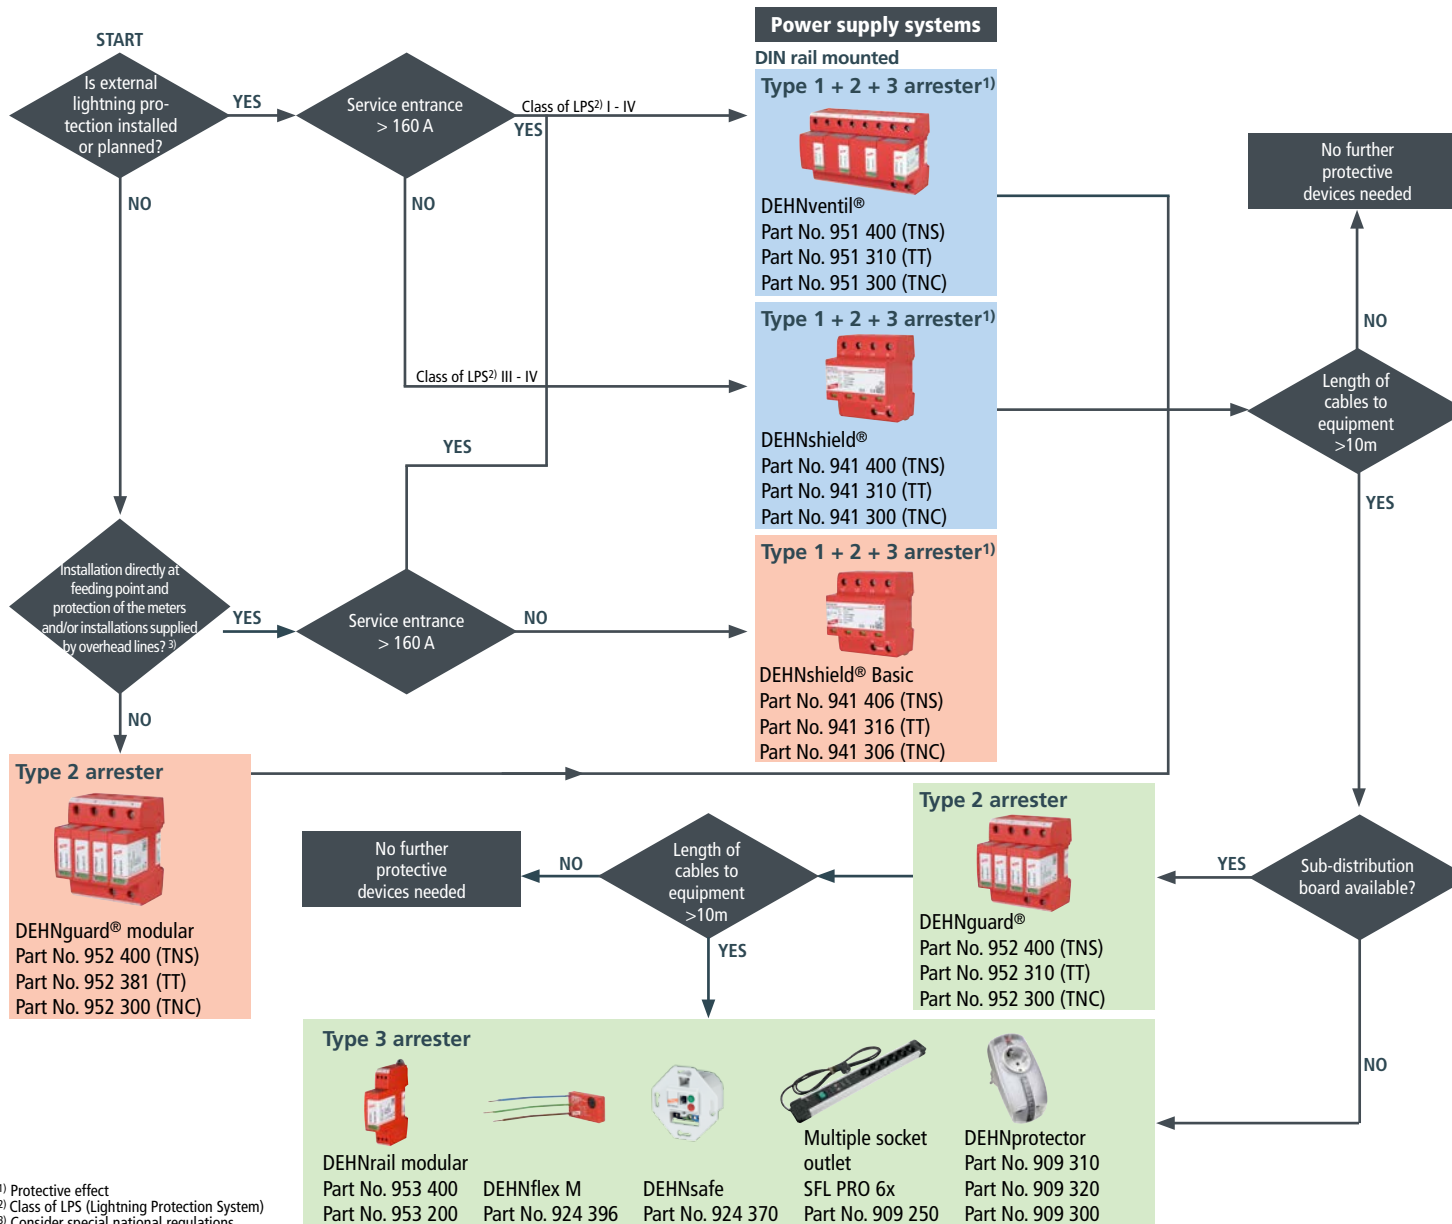 Power supply systems
START
DIN rail mounted
Is external
lightning pro-
tection installed
or planned?
YES
Service entrance
> 160 A
Class of LPS2) I - IV
YES
NO
NO
Type 1 + 2 + 3 arrester1)
DEHNventil®
Part No. 951 400 (TNS)
Part No. 951 310 (TT)
Part No. 951 300 (TNC)
No further
protective
devices needed
NO
Class of LPS2) III - IV
Type 1 + 2 + 3 arrester1)
DEHNshield®
Part No. 941 400 (TNS)
Part No. 941 310 (TT)
Part No. 941 300 (TNC)
Length of
cables to
equipment
>10m
YES
YES
Installation directly at
feeding point and
protection of the meters
and/or installations supplied
by overhead lines? 3)
YES
Service entrance
> 160 A
NO
NO
Type 1 + 2 + 3 arrester1)
DEHNshield® Basic
Part No. 941 406 (TNS)
Part No. 941 316 (TT)
Part No. 941 306 (TNC)
Type 2 arrester
DEHNguard® modular
Part No. 952 400 (TNS)
Part No. 952 381 (TT)
Part No. 952 300 (TNC)
No further
protective
devices needed
NO
Length of
cables to
equipment
>10m
YES
Type 2 arrester
DEHNguard®
Part No. 952 400 (TNS)
Part No. 952 310 (TT)
Part No. 952 300 (TNC)
YES
Sub-distribution
board available?
NO
Type 3 arrester
DEHNrail modular
Part No. 953 400
Part No. 953 200
DEHNflex M
Part No. 924 396
DEHNsafe
Part No. 924 370
Multiple socket
outlet
SFL PRO 6x
Part No. 909 250
DEHNprotector
Part No. 909 310
Part No. 909 320
Part No. 909 300
1) Protective effect
2) Class of LPS (Lightning Protection System)
3) Consider special national regulations